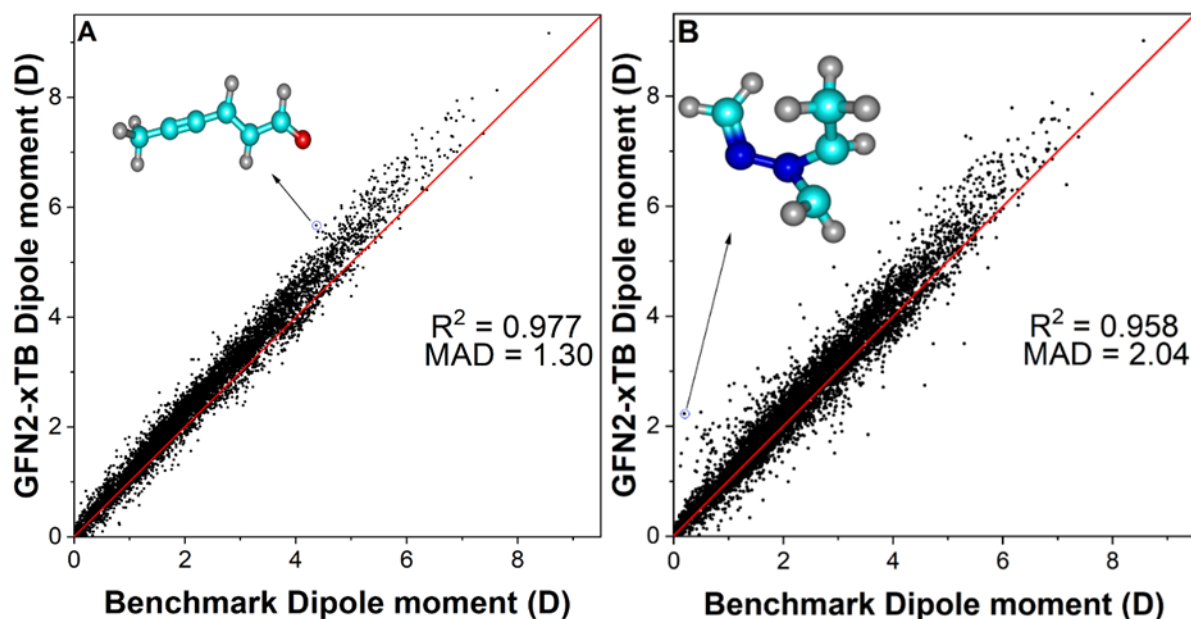 A
GFN2-xTB Dipole moment (D)
8
6
4
2
0
R² = 0.977
MAD = 1.30
0 2 4 6 8
Benchmark Dipole moment (D)
B
GFN2-xTB Dipole moment (D)
8
6
4
2
0
R² = 0.958
MAD = 2.04
0 2 4 6 8
Benchmark Dipole moment (D)